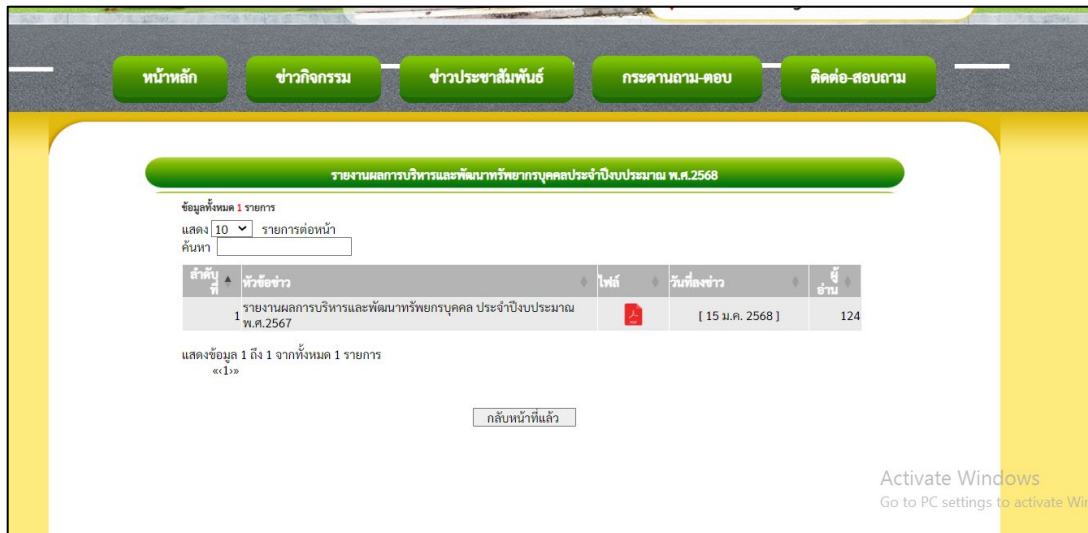 หน้าหลัก
ข่าวกิจกรรม
ข่าวประชาสัมพันธ์
กระดานถาม-ตอบ
ติดต่อ-สอบถาม
รายงานผลการบริหารและพัฒนาทรัพยากรบุคคลประจำปีงบประมาณ พ.ศ.2568
ข้อมูลทั้งหมด 1 รายการ
แสดง 10 รายการต่อหน้า
ค้นหา
ลำดับ
ที่
หัวข้อข่าว
ไฟล์
วันที่ลงข่าว
ผู้
อ่าน
1
รายงานผลการบริหารและพัฒนาทรัพยกรบุคคล ประจำปีงบประมาณ
พ.ศ.2567
[ 15 ม.ค. 2568 ]
124
แสดงข้อมูล 1 ถึง 1 จากทั้งหมด 1 รายการ
«‹1›»
กลับหน้าที่แล้ว
Activate Windows
Go to PC settings to activate Wi